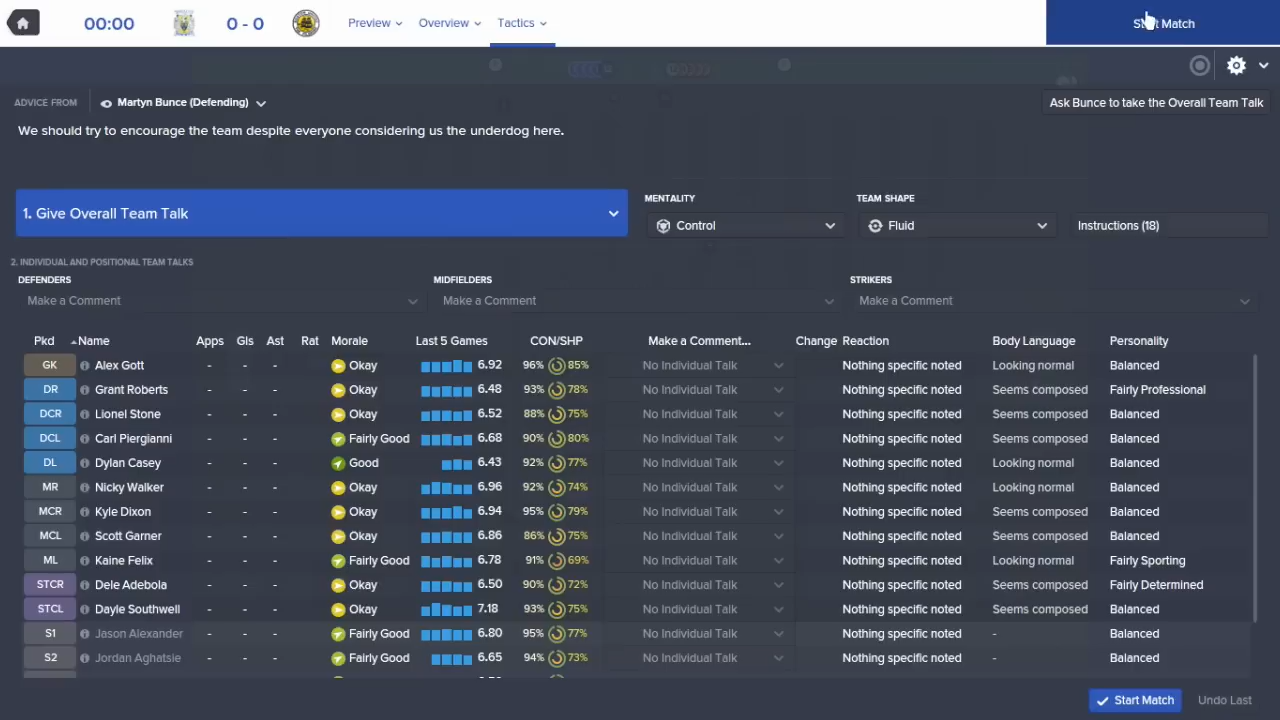 00:00 0 - 0 Preview Overview Tactics Start Match
ADVICE FROM Martyn Bunce (Defending) Ask Bunce to take the Overall Team Talk
We should try to encourage the team despite everyone considering us the underdog here.
MENTALITY TEAM SHAPE
1. Give Overall Team Talk Control Fluid Instructions (18)
2. INDIVIDUAL AND POSITIONAL TEAM TALKS
DEFENDERS MIDFIELDERS STRIKERS
Make a Comment Make a Comment Make a Comment
Pkd Name Apps Gls Ast Rat Morale Last 5 Games CON/SHP Make a Comment... Change Reaction Body Language Personality
GK Alex Gott - - - Okay 6.92 96% 85% No Individual Talk Nothing specific noted Looking normal Balanced
DR Grant Roberts - - - Okay 6.48 93% 78% No Individual Talk Nothing specific noted Seems composed Fairly Professional
DCR Lionel Stone - - - Okay 6.52 88% 75% No Individual Talk Nothing specific noted Seems composed Balanced
DCL Carl Piergianni - - - Fairly Good 6.68 90% 80% No Individual Talk Nothing specific noted Seems composed Balanced
DL Dylan Casey - - - Good 6.43 92% 77% No Individual Talk Nothing specific noted Looking normal Balanced
MR Nicky Walker - - - Okay 6.96 92% 74% No Individual Talk Nothing specific noted Looking normal Balanced
MCR Kyle Dixon - - - Okay 6.94 95% 79% No Individual Talk Nothing specific noted Seems composed Balanced
MCL Scott Garner - - - Okay 6.86 86% 75% No Individual Talk Nothing specific noted Seems composed Balanced
ML Kaine Felix - - - Fairly Good 6.78 91% 69% No Individual Talk Nothing specific noted Looking normal Fairly Sporting
STCR Dele Adebola - - - Okay 6.50 90% 72% No Individual Talk Nothing specific noted Seems composed Fairly Determined
STCL Dayle Southwell - - - Okay 7.18 93% 75% No Individual Talk Nothing specific noted Seems composed Balanced
S1 Jason Alexander - - - Fairly Good 6.80 95% 77% No Individual Talk Nothing specific noted - Balanced
S2 Jordan Aghatsie - - - Fairly Good 6.65 94% 73% No Individual Talk Nothing specific noted - Balanced
Start Match Undo Last